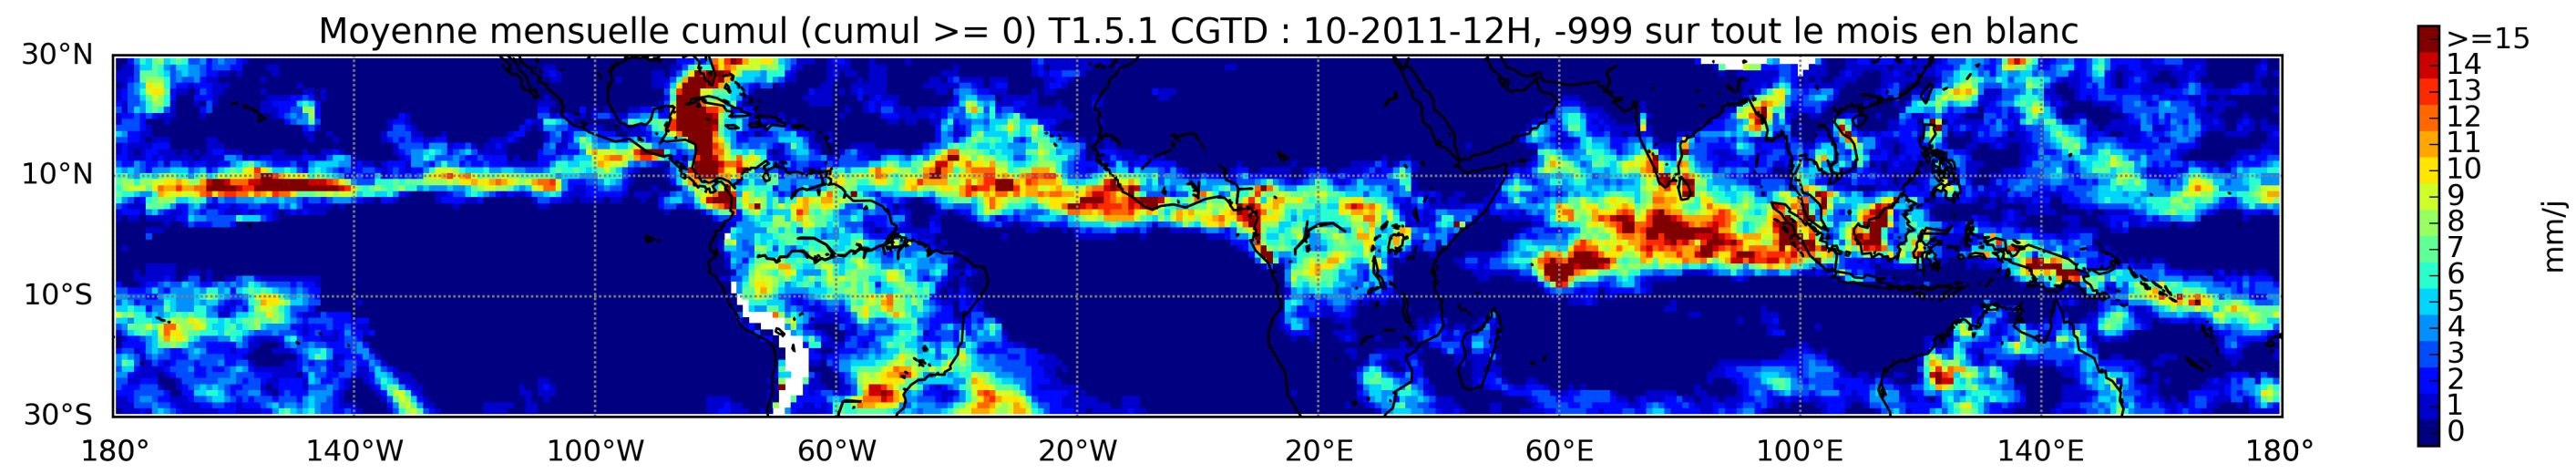 Moyenne mensuelle cumul (cumul >= 0) T1.5.1 CGTD : 10-2011-12H, -999 sur tout le mois en blanc
30°N
10°N
10°S
30°S
180° 140°W 100°W 60°W 20°W 20°E 60°E 100°E 140°E 180°
>=15
14
13
12
11
10
9
8
7
6
5
4
3
2
1
0
mm/j